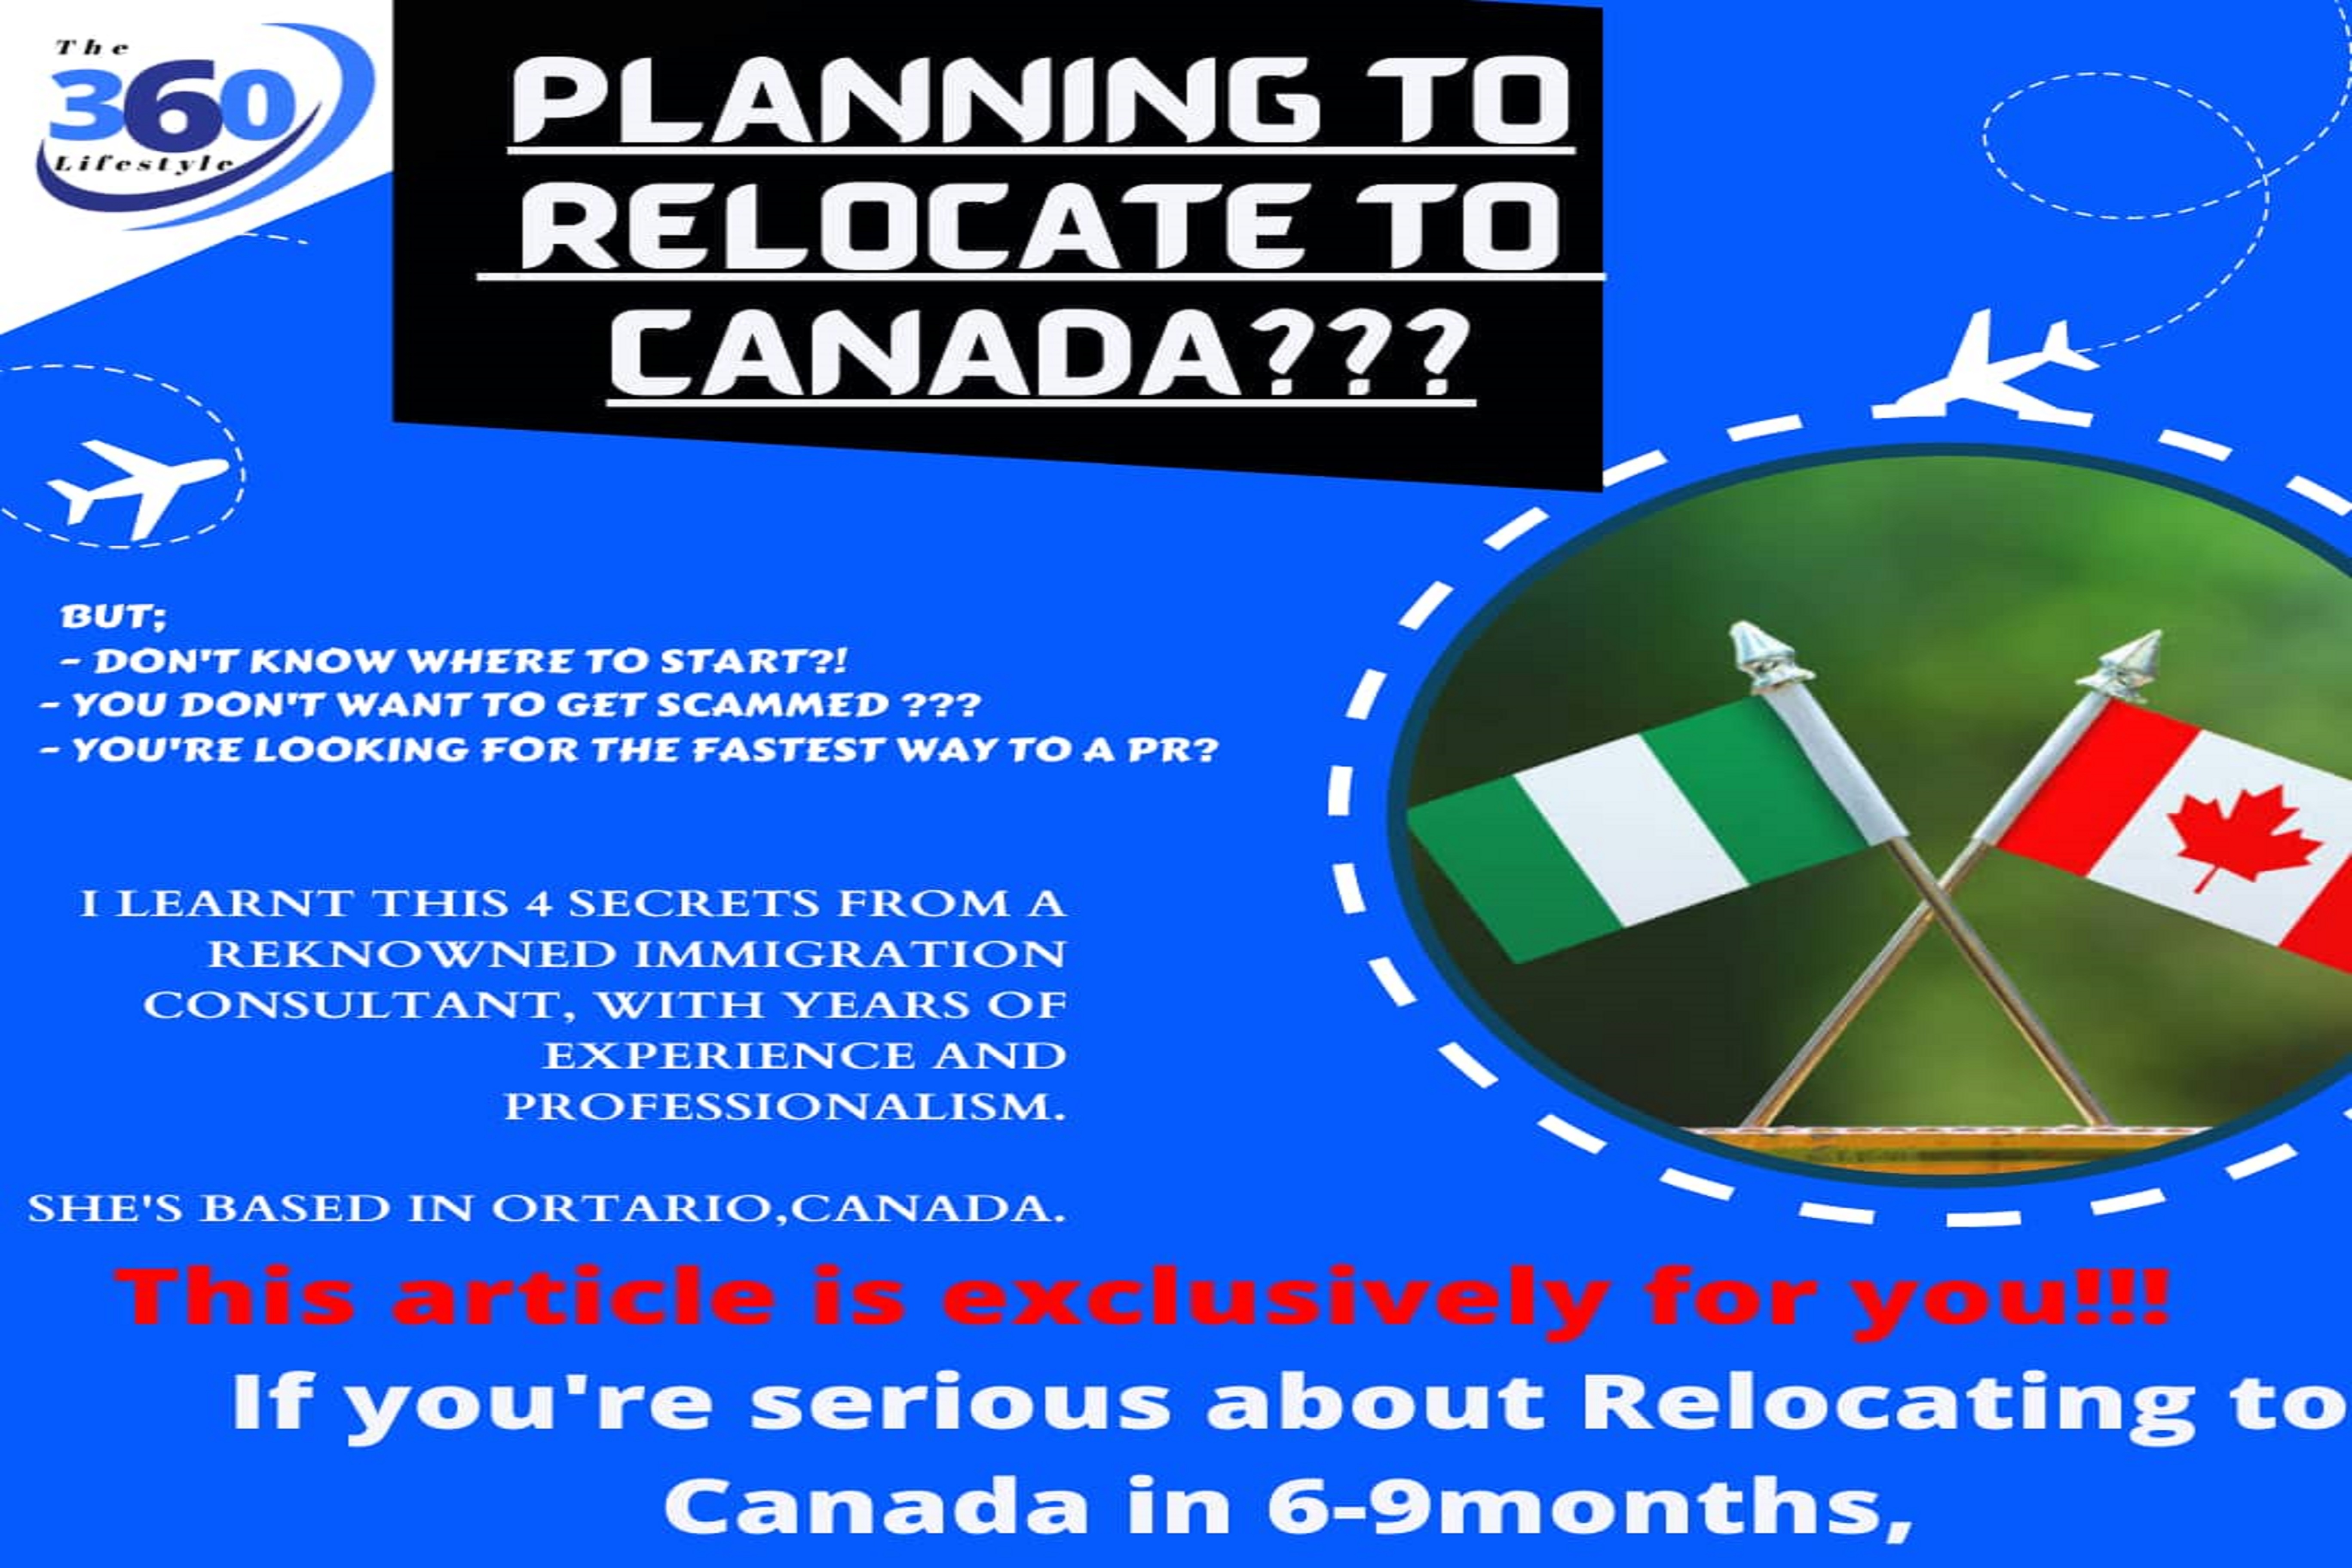 The
360
Lifestyle
PLANNING TO
RELOCATE TO
CANADA???
BUT;
- DON'T KNOW WHERE TO START?!
- YOU DON'T WANT TO GET SCAMMED ???
- YOU'RE LOOKING FOR THE FASTEST WAY TO A PR?
I LEARNT THIS 4 SECRETS FROM A
REKNOWNED IMMIGRATION
CONSULTANT, WITH YEARS OF
EXPERIENCE AND
PROFESSIONALISM.
SHE'S BASED IN ORTARIO,CANADA.
This article is exclusively for you!!!
If you're serious about Relocating to
Canada in 6-9months,